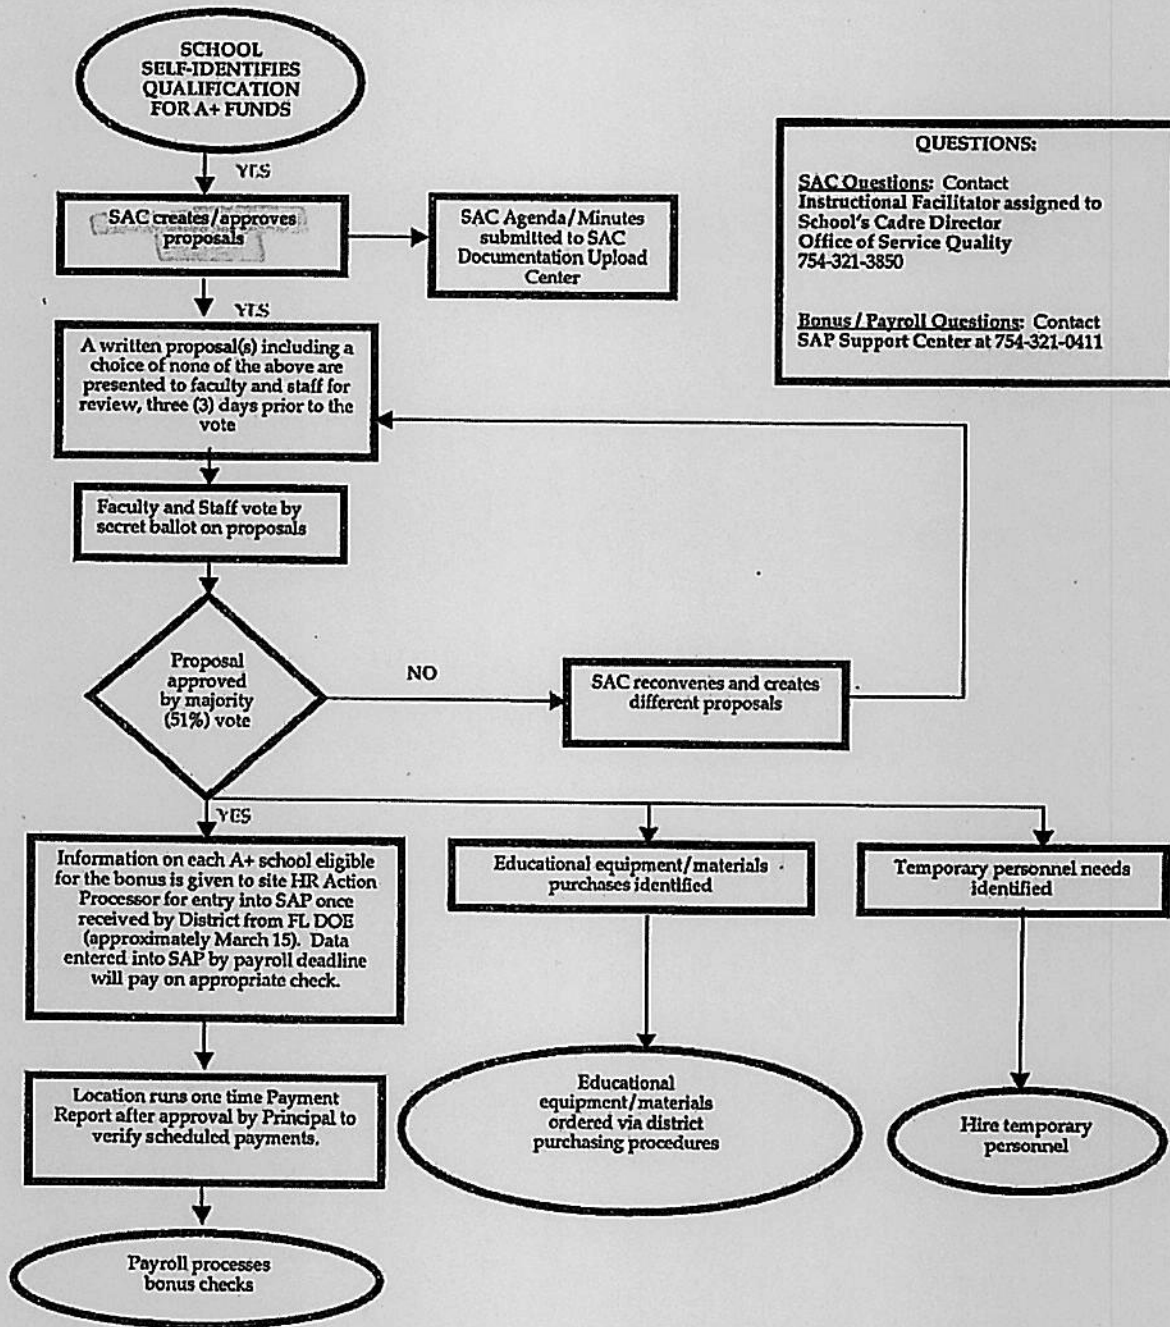 SCHOOL
SELF-IDENTIFIES
QUALIFICATION
FOR A+ FUNDS
YES
SAC creates/approves
proposals
SAC Agenda/Minutes
submitted to SAC
Documentation Upload
Center
QUESTIONS:
SAC Questions: Contact
Instructional Facilitator assigned to
School's Cadre Director
Office of Service Quality
754-321-3850
Bonus/Payroll Questions: Contact
SAP Support Center at 754-321-0411
YES
A written proposal(s) including a
choice of none of the above are
presented to faculty and staff for
review, three (3) days prior to the
vote
Faculty and Staff vote by
secret ballot on proposals
Proposal
approved
by majority
(51%) vote
NO
SAC reconvenes and creates
different proposals
YES
Information on each A+ school eligible
for the bonus is given to site HR Action
Processor for entry into SAP once
received by District from FL DOE
(approximately March 15). Data
entered into SAP by payroll deadline
will pay on appropriate check.
Educational equipment/materials
purchases identified
Temporary personnel needs
identified
Location runs one time Payment
Report after approval by Principal to
verify scheduled payments.
Educational
equipment/materials
ordered via district
purchasing procedures
Hire temporary
personnel
Payroll processes
bonus checks